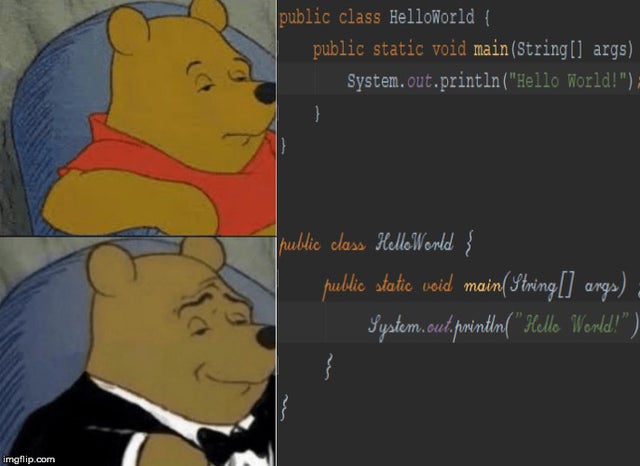 public class HelloWorld {
public static void main(String[] args)
System.out.println("Hello World!");
}
}
public class HelloWorld {
public static void main(String[] args) {
System.out.println("Hello World!")
}
}
imgflip.com